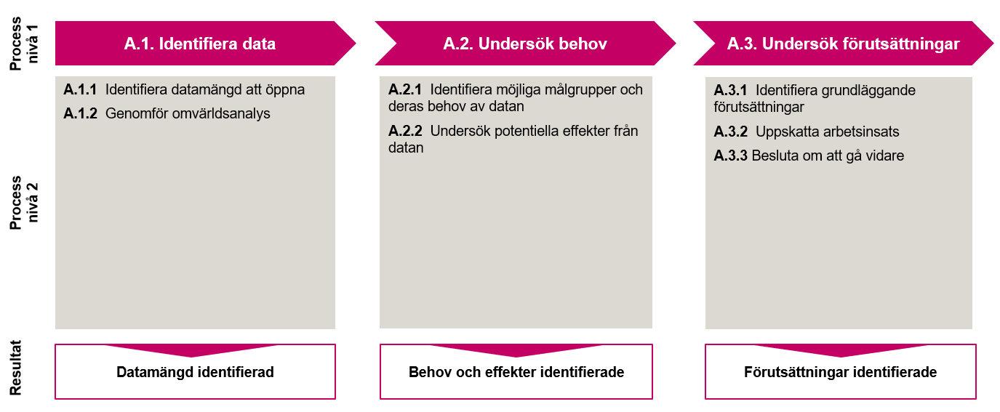 Process
nivå 1
A.1. Identifiera data
A.2. Undersök behov
A.3. Undersök förutsättningar
Process
nivå 2
A.1.1 Identifiera datamängd att öppna
A.1.2 Genomför omvärldsanalys
A.2.1 Identifiera möjliga målgrupper och
deras behov av datan
A.2.2 Undersök potentiella effekter från
datan
A.3.1 Identifiera grundläggande
förutsättningar
A.3.2 Uppskatta arbetsinsats
A.3.3 Besluta om att gå vidare
Resultat
Datamängd identifierad
Behov och effekter identifierade
Förutsättningar identifierade